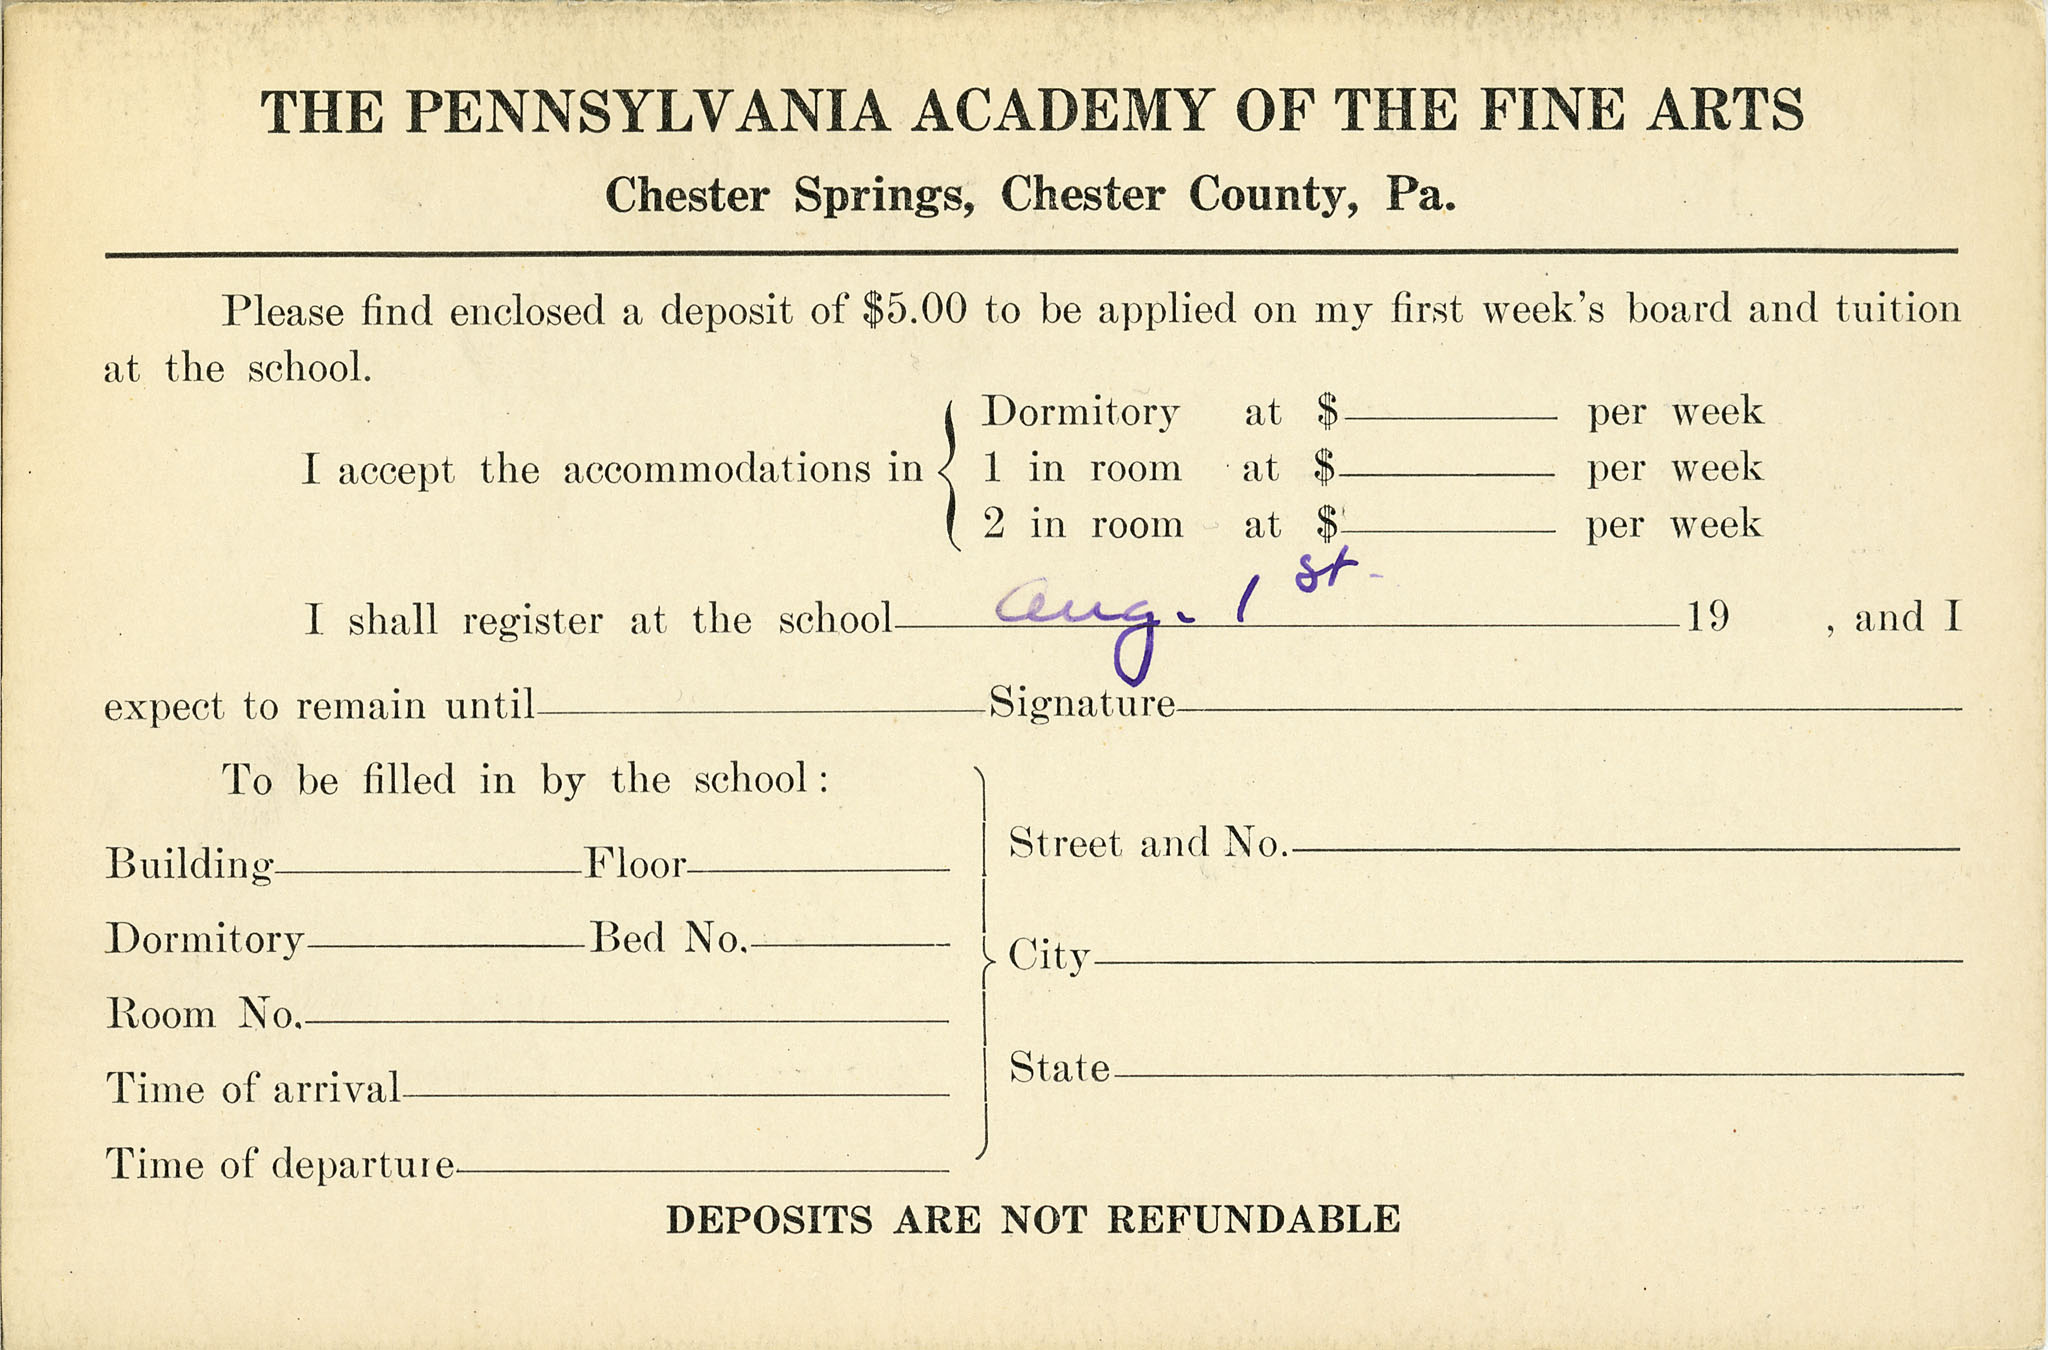 THE PENNSYLVANIA ACADEMY OF THE FINE ARTS
Chester Springs, Chester County, Pa.
Please find enclosed a deposit of $5.00 to be applied on my first week's board and tuition
at the school.
Dormitory at $ per week
I accept the accommodations in 1 in room at $ per week
2 in room at $ per week
I shall register at the school Aug. 1st. 19 , and I
expect to remain until Signature
To be filled in by the school:
Building Floor
Dormitory Bed No.
Room No.
Time of arrival
Time of departure
Street and No.
City
State
DEPOSITS ARE NOT REFUNDABLE